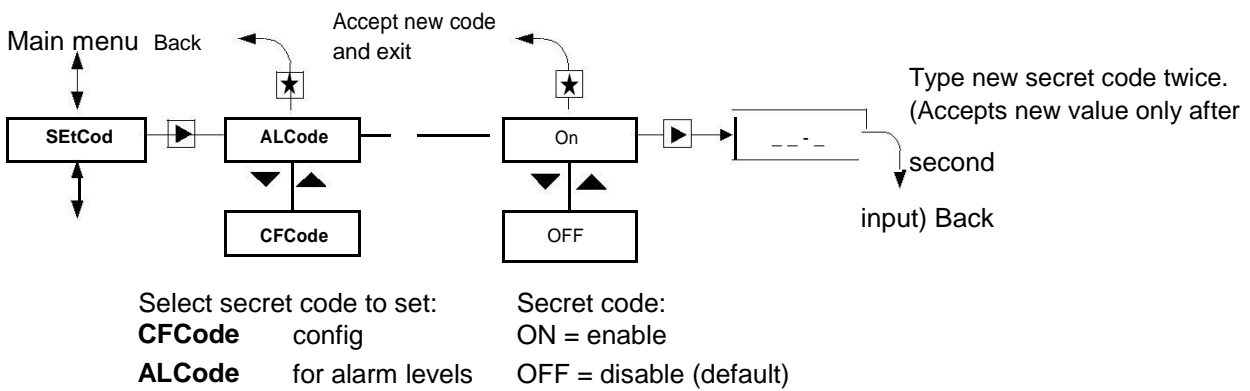 Main menu Back
Accept new code
and exit
SEtCod
ALCode
On
_ _ - _
Type new secret code twice.
(Accepts new value only after
second
input) Back
CFCode
OFF
Select secret code to set:
CFCode config
ALCode for alarm levels
Secret code:
ON = enable
OFF = disable (default)